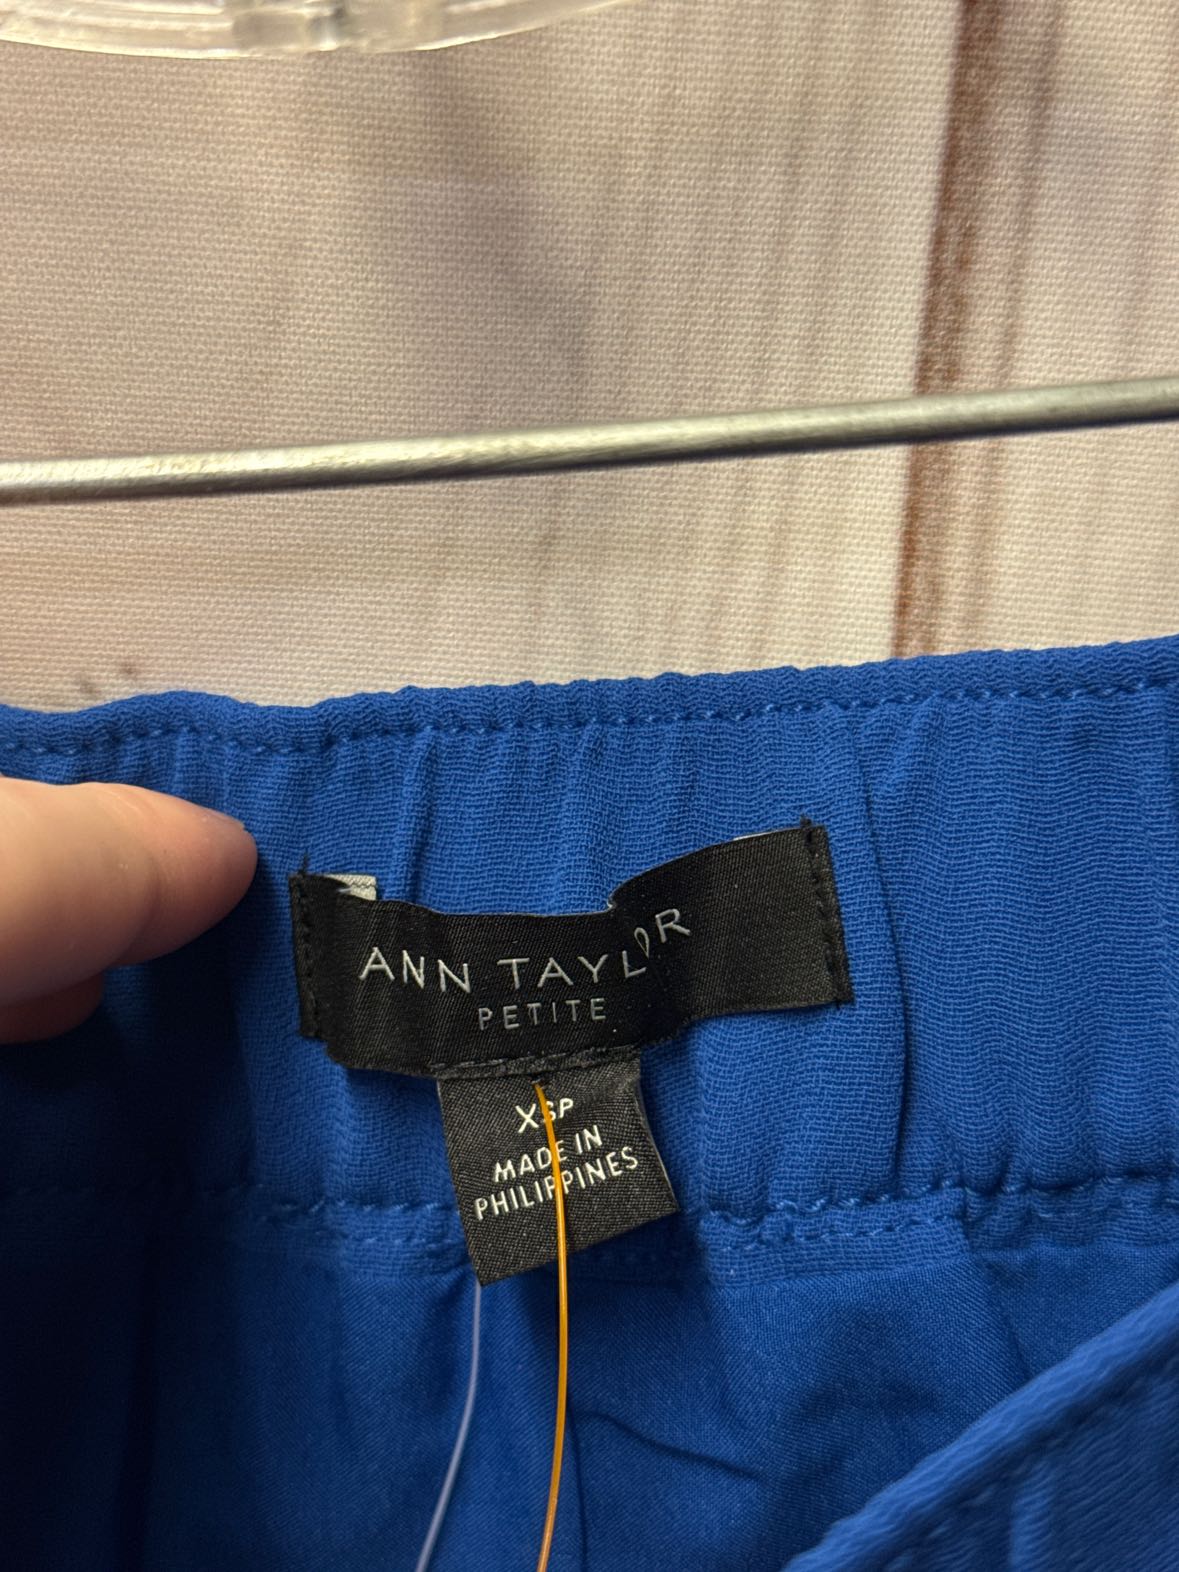 ANN TAYLOR
PETITE
XSP
MADE IN
PHILIPPINES